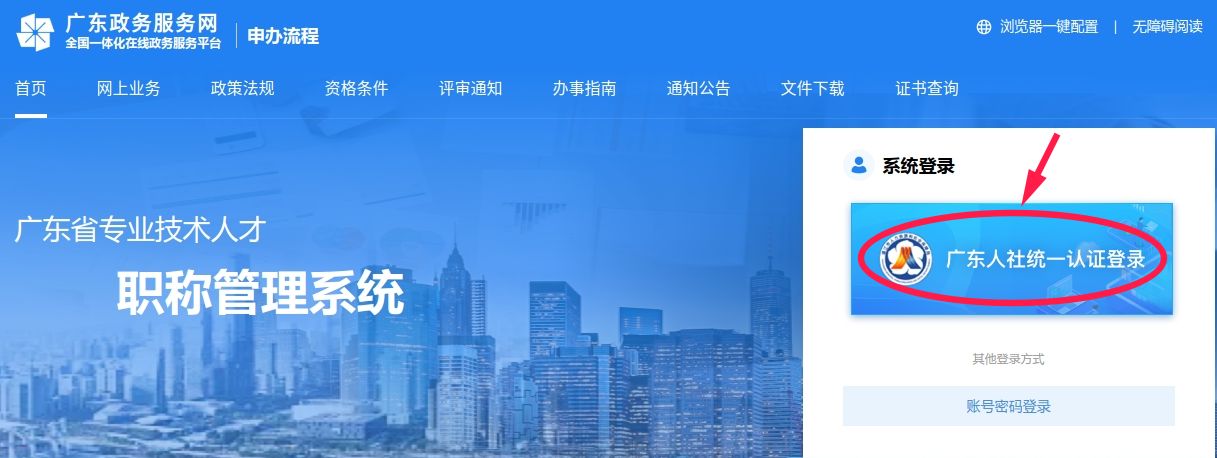 广东政务服务网
全国一体化在线政务服务平台
申办流程
浏览器一键配置 | 无障碍阅读
首页 网上业务 政策法规 资格条件 评审通知 办事指南 通知公告 文件下载 证书查询
系统登录
广东省专业技术人才
职称管理系统
广东人社统一认证登录
其他登录方式
账号密码登录